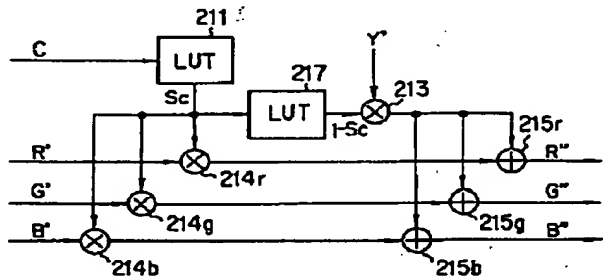 211
C
LUT
Y"
217
213
Sc
LUT
1-Sc
215r
R"
R'''
214r
G"
G'''
214g
215g
B"
B'''
214b
215b